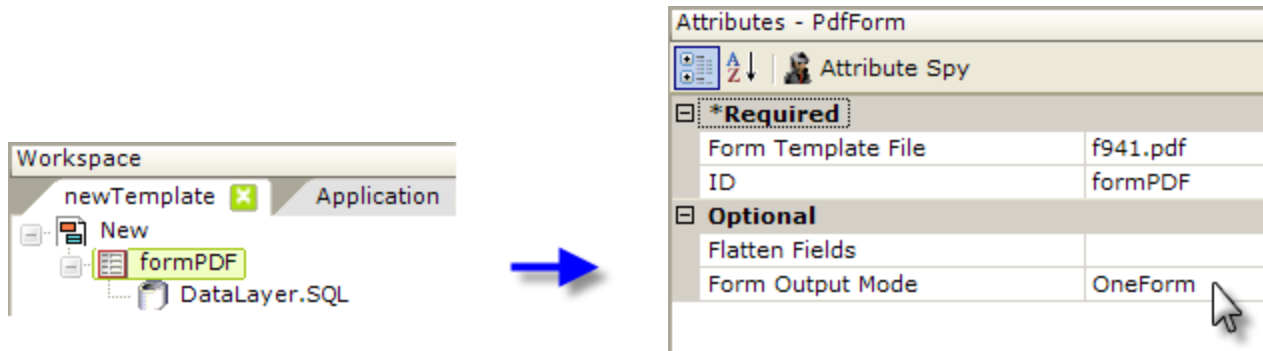 Workspace
newTemplate Application
New
formPDF
DataLayer.SQL
Attributes - PdfForm
A Z Attribute Spy
*Required
Form Template File f941.pdf
ID formPDF
Optional
Flatten Fields
Form Output Mode OneForm